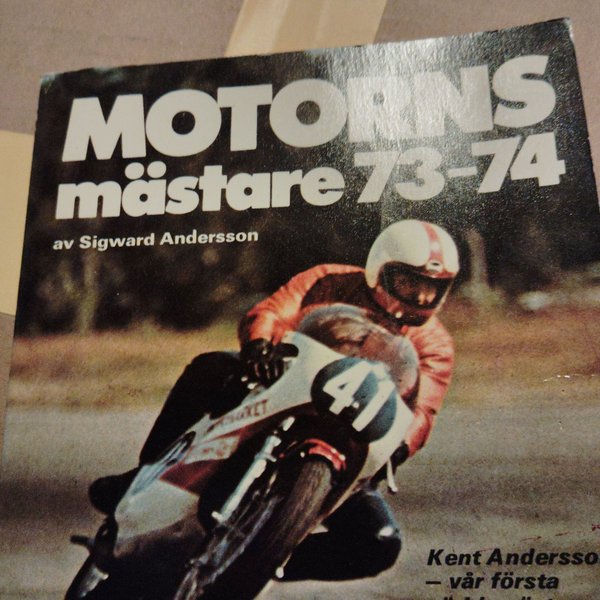 MOTORNS
mästare 73-74
av Sigward Andersson
41
Kent Andersso
– vår första